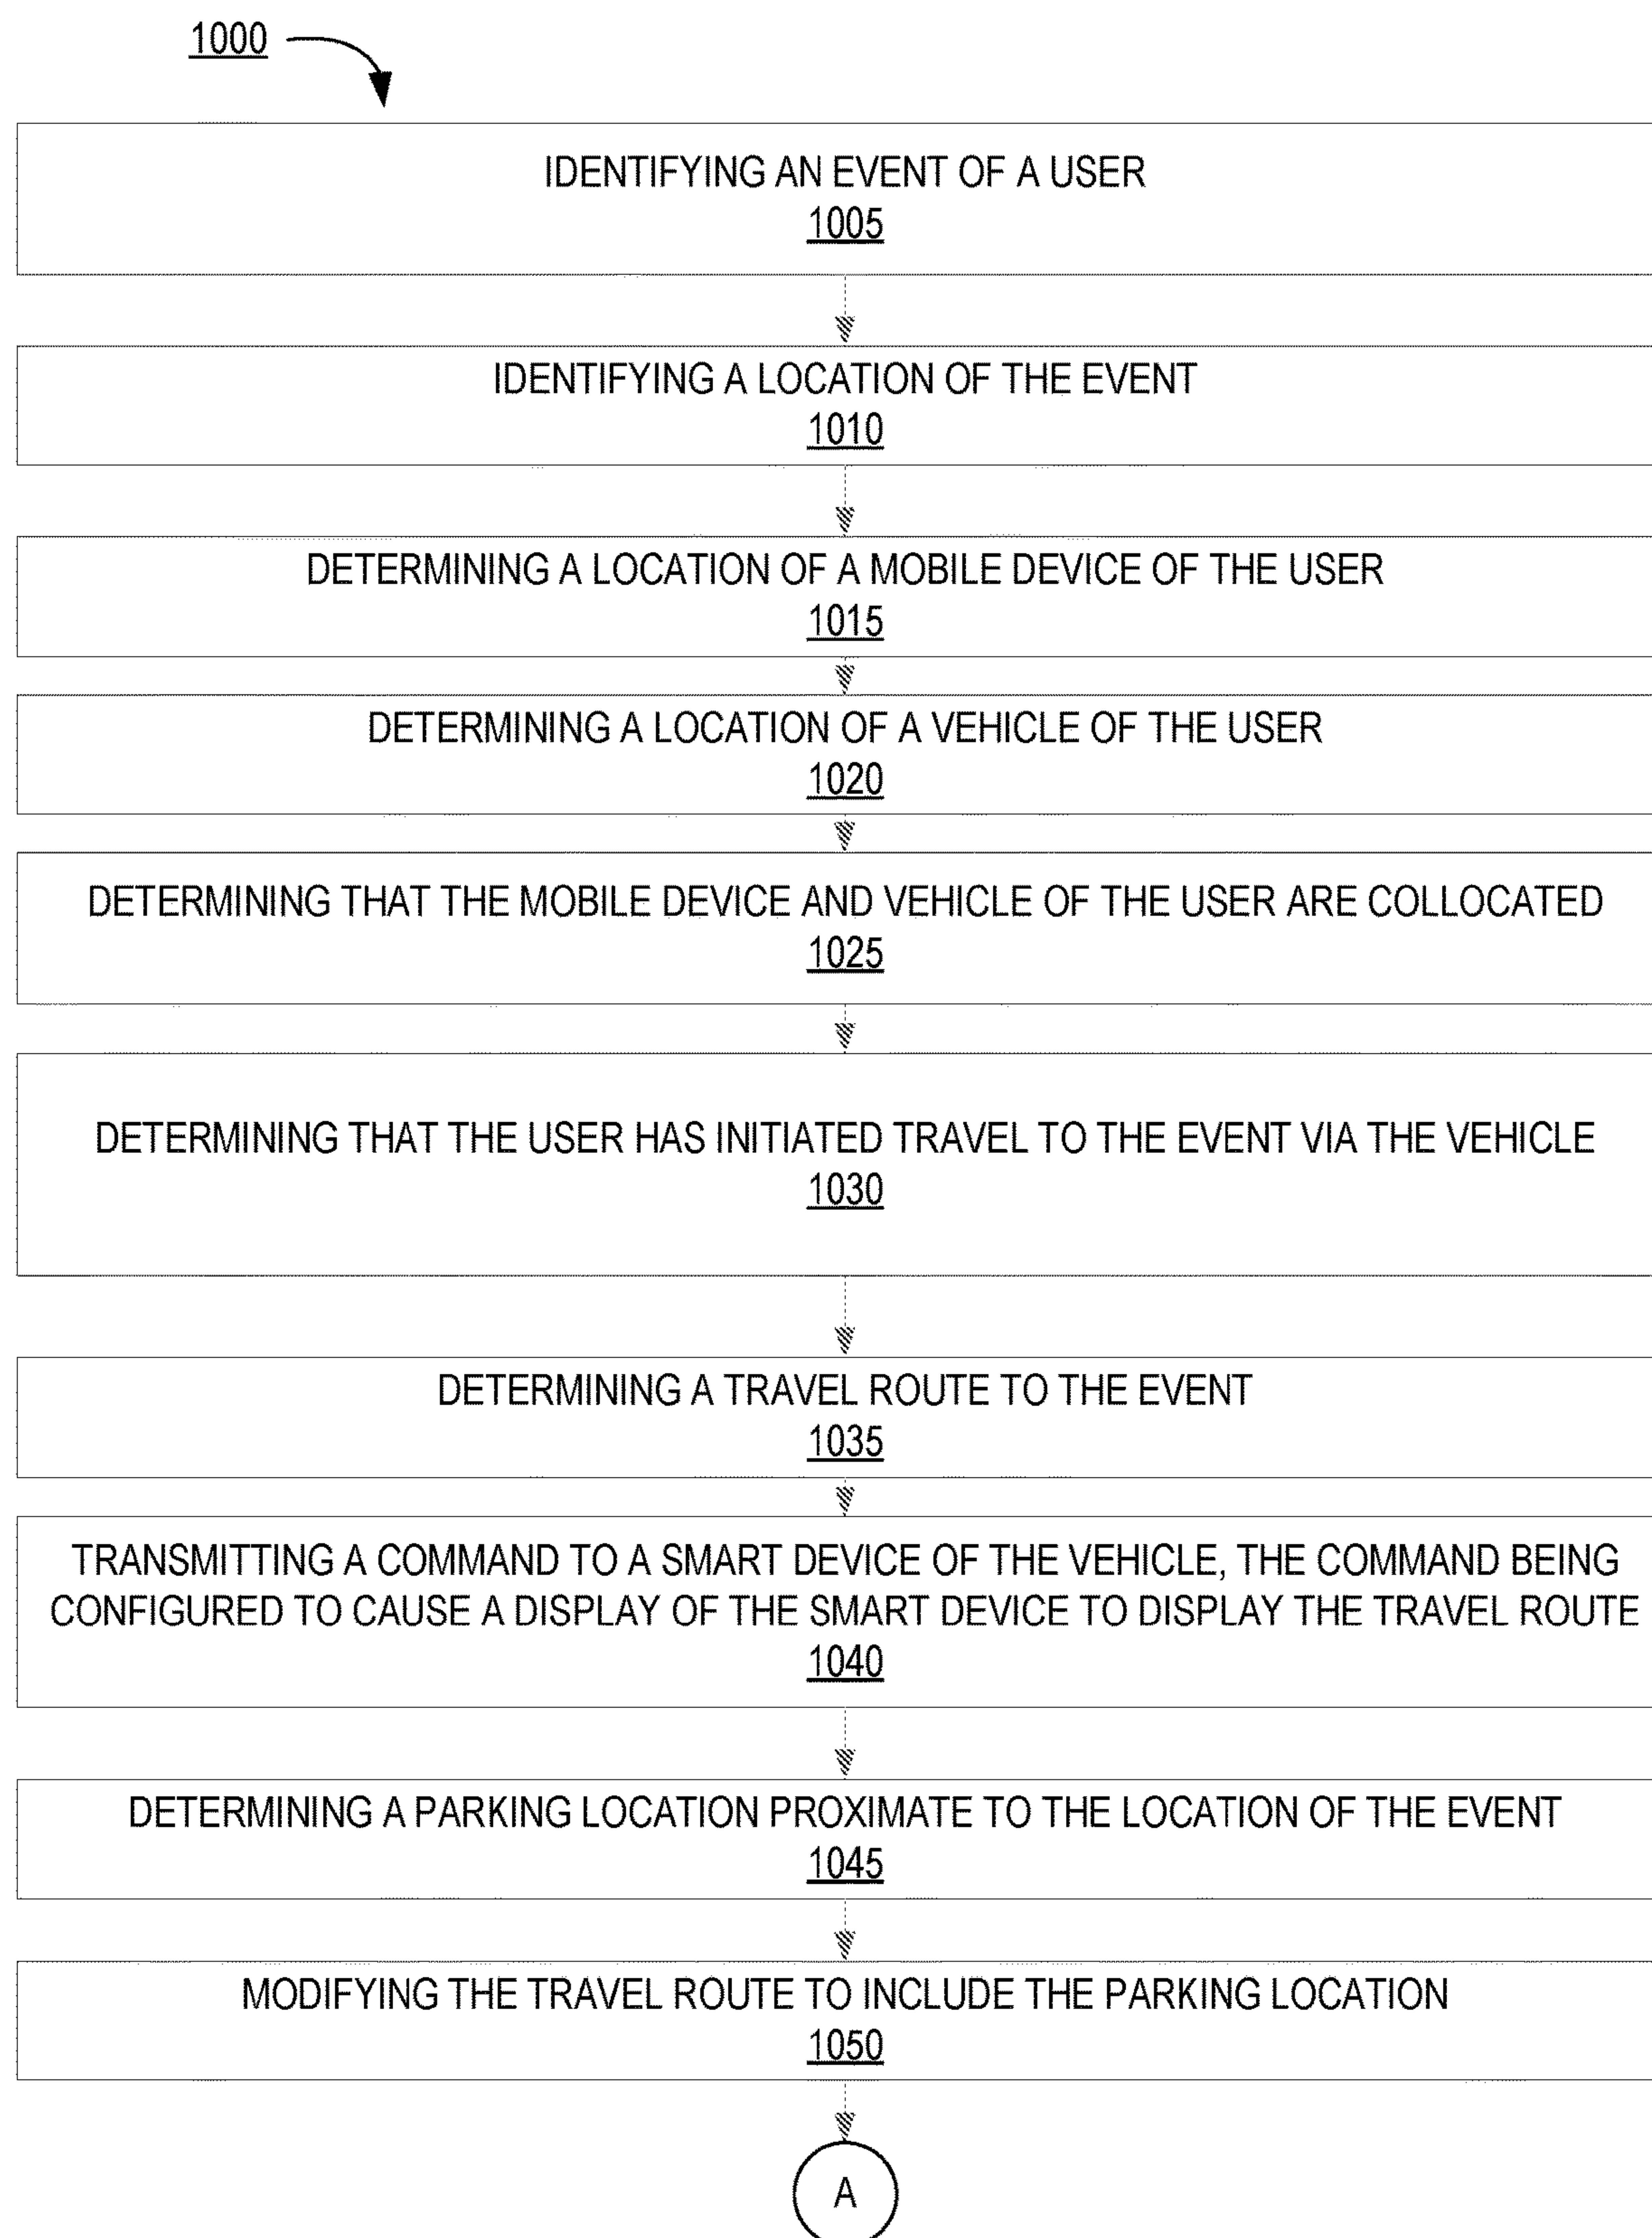 1000
IDENTIFYING AN EVENT OF A USER
1005
IDENTIFYING A LOCATION OF THE EVENT
1010
DETERMINING A LOCATION OF A MOBILE DEVICE OF THE USER
1015
DETERMINING A LOCATION OF A VEHICLE OF THE USER
1020
DETERMINING THAT THE MOBILE DEVICE AND VEHICLE OF THE USER ARE COLLOCATED
1025
DETERMINING THAT THE USER HAS INITIATED TRAVEL TO THE EVENT VIA THE VEHICLE
1030
DETERMINING A TRAVEL ROUTE TO THE EVENT
1035
TRANSMITTING A COMMAND TO A SMART DEVICE OF THE VEHICLE, THE COMMAND BEING
CONFIGURED TO CAUSE A DISPLAY OF THE SMART DEVICE TO DISPLAY THE TRAVEL ROUTE
1040
DETERMINING A PARKING LOCATION PROXIMATE TO THE LOCATION OF THE EVENT
1045
MODIFYING THE TRAVEL ROUTE TO INCLUDE THE PARKING LOCATION
1050
A